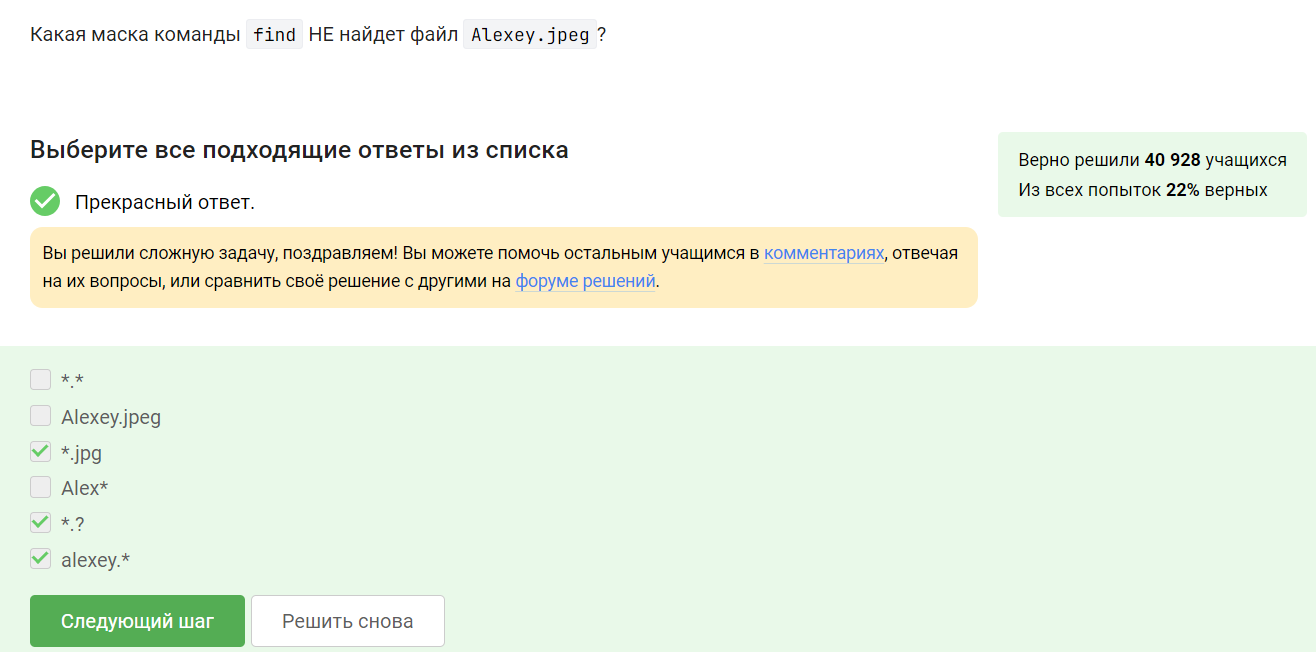 Какая маска команды find НЕ найдет файл Alexey.jpeg?
Выберите все подходящие ответы из списка
Верно решили 40 928 учащихся
Из всех попыток 22% верных
Прекрасный ответ.
Вы решили сложную задачу, поздравляем! Вы можете помочь остальным учащимся в комментариях, отвечая
на их вопросы, или сравнить своё решение с другими на форуме решений.
*.*
Alexey.jpeg
*.jpg
Alex*
*.?
alexey.*
Следующий шаг
Решить снова